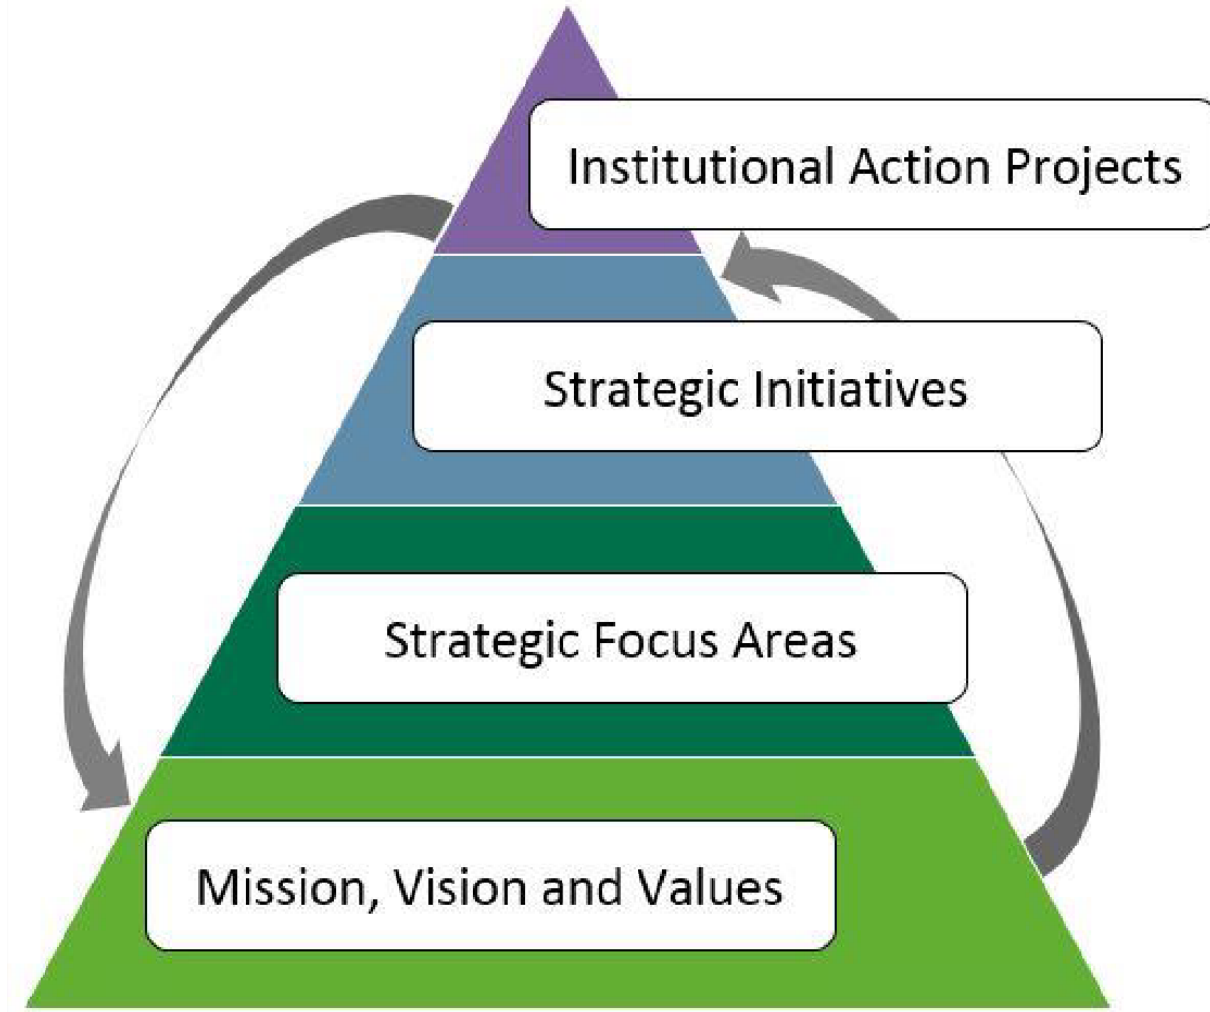 Institutional Action Projects
Strategic Initiatives
Strategic Focus Areas
Mission, Vision and Values